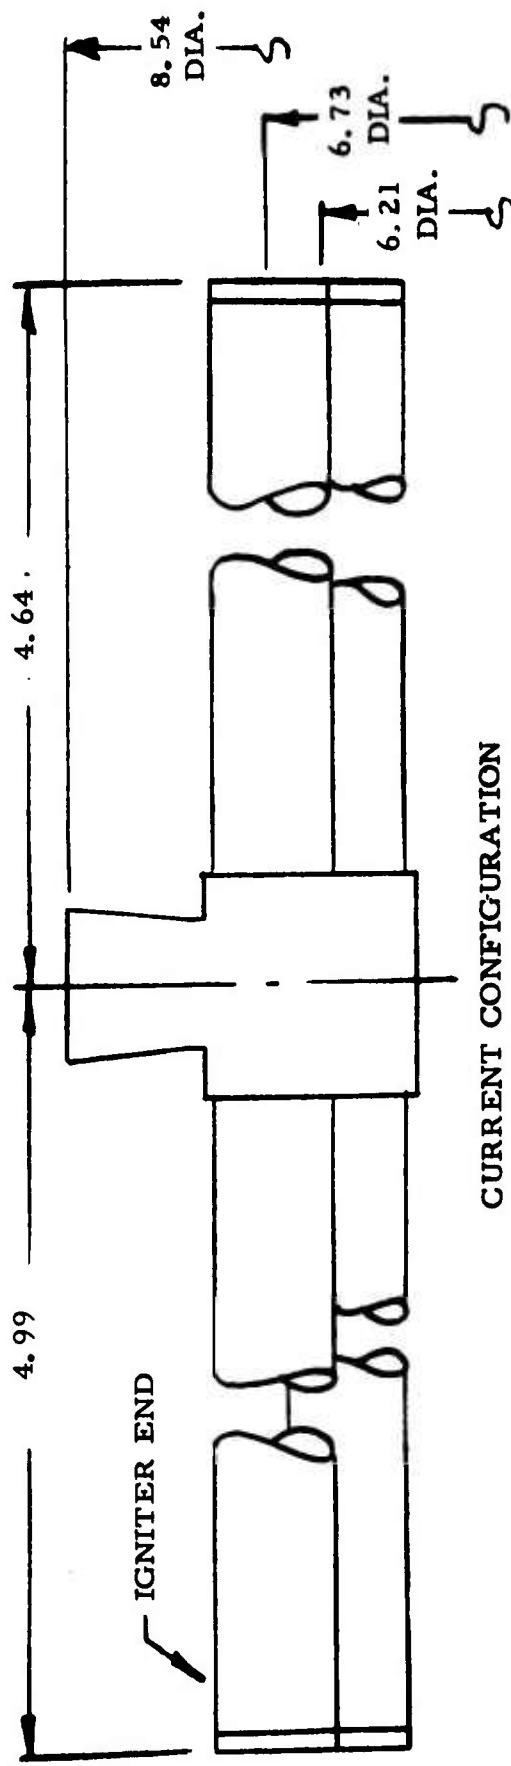 4.99
4.64
8.54
DIA.
6.73
DIA.
6.21
DIA.
IGNITER END
CURRENT CONFIGURATION